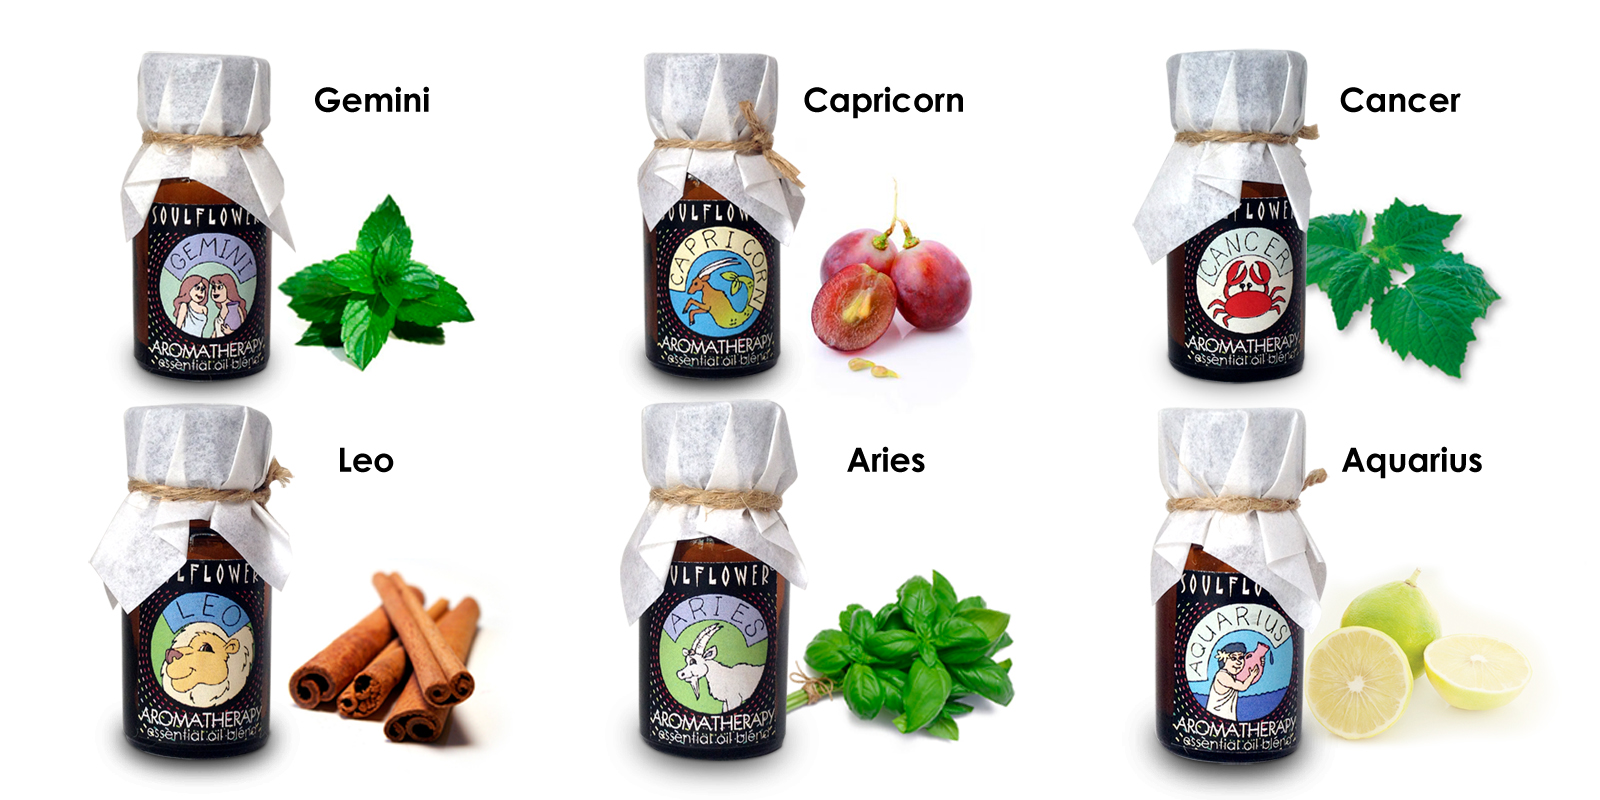 Gemini
SOULFLOWER
GEMINI
AROMATHERAPY
essential oil blend
Capricorn
CAPRICORN
AROMATHERAPY
essential oil blend
Cancer
CANCER
AROMATHERAPY
essential oil blend
Leo
LFLOWER
LEO
AROMATHERAPY
essential oil blend
Aries
ULFLOWER
ARIES
AROMATHERAPY
essential oil blend
Aquarius
SOULFLO
AQUARIUS
AROMATHERAPY
essential oil blend